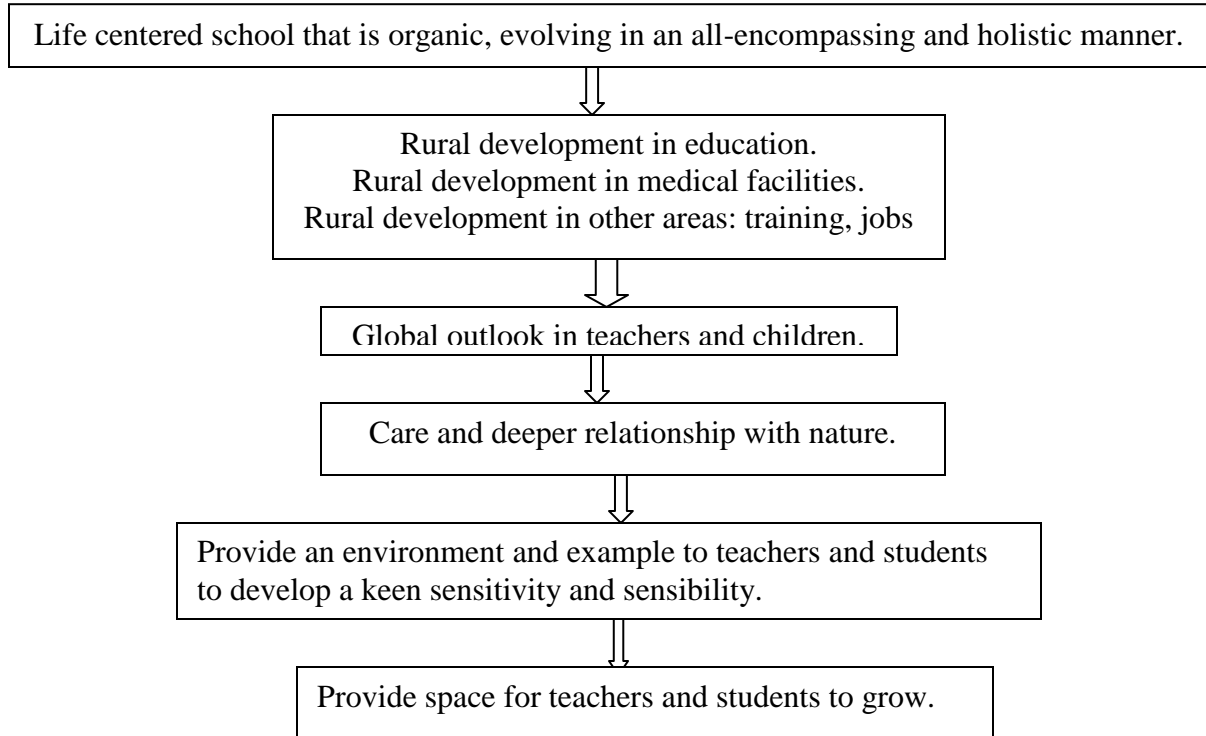 Life centered school that is organic, evolving in an all-encompassing and holistic manner.
Rural development in education.
Rural development in medical facilities.
Rural development in other areas: training, jobs
Global outlook in teachers and children.
Care and deeper relationship with nature.
Provide an environment and example to teachers and students
to develop a keen sensitivity and sensibility.
Provide space for teachers and students to grow.